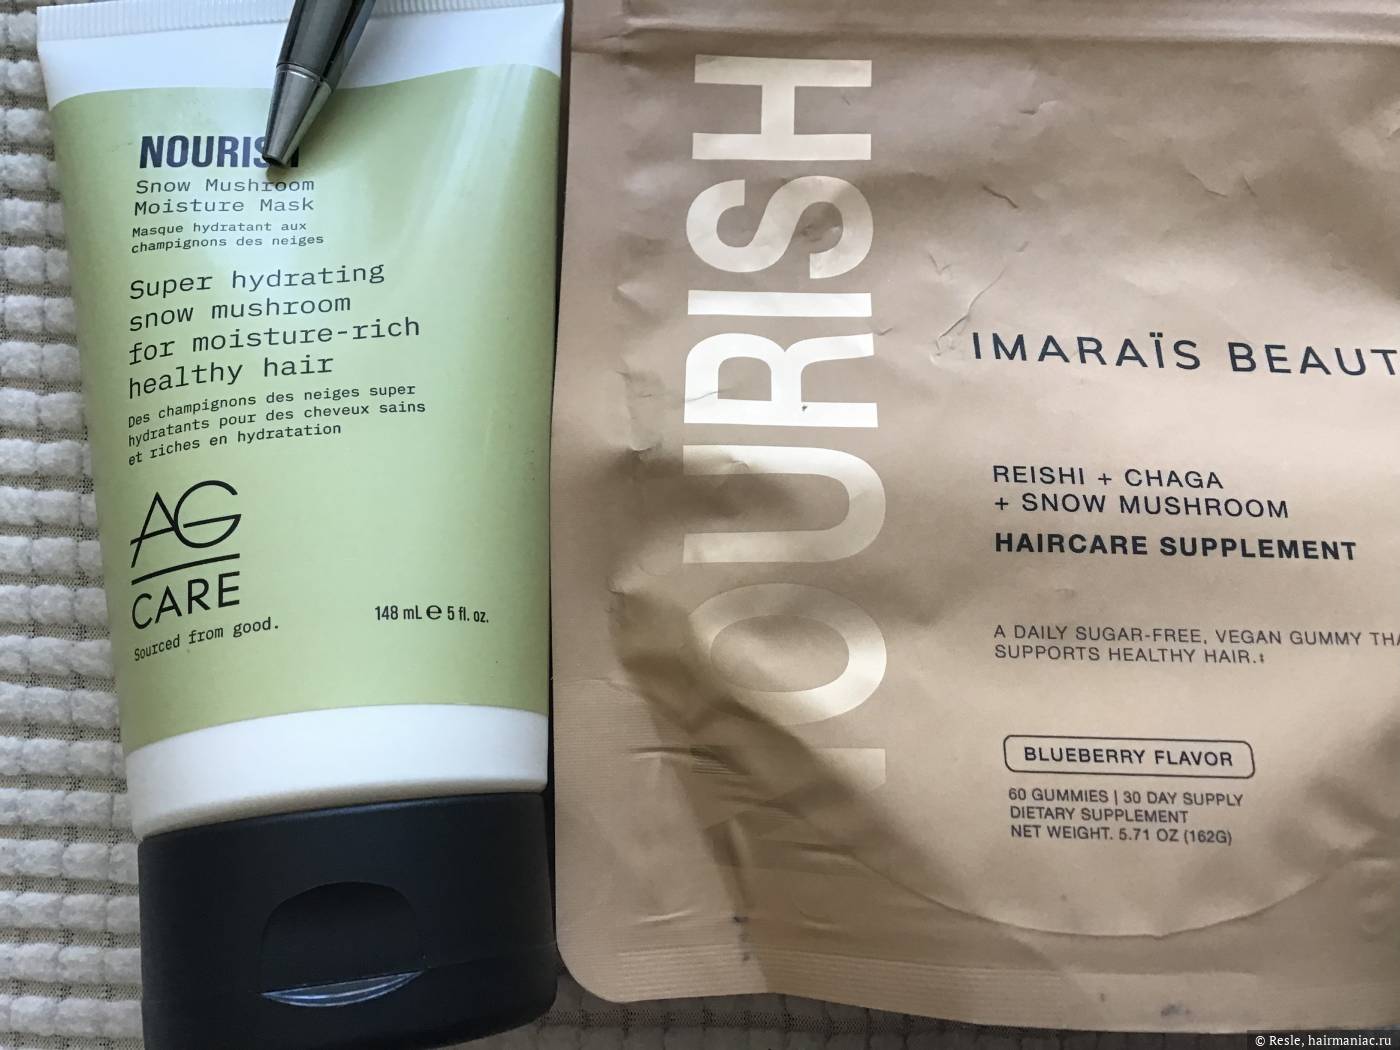 NOURISH
Snow Mushroom
Moisture Mask
Masque hydratant aux
champignons des neiges
Super hydrating
snow mushroom
for moisture-rich
healthy hair
Des champignons des neiges super
hydratants pour des cheveux sains
et riches en hydratation
AG
CARE
Sourced from good.
148 mL ℮ 5 fl. oz.
NOURISH
IMARAÏS BEAUT
REISHI + CHAGA
+ SNOW MUSHROOM
HAIRCARE SUPPLEMENT
A DAILY SUGAR-FREE, VEGAN GUMMY THA
SUPPORTS HEALTHY HAIR.‡
BLUEBERRY FLAVOR
60 GUMMIES | 30 DAY SUPPLY
DIETARY SUPPLEMENT
NET WEIGHT. 5.71 OZ (162G)
© Resle, hairmaniac.ru